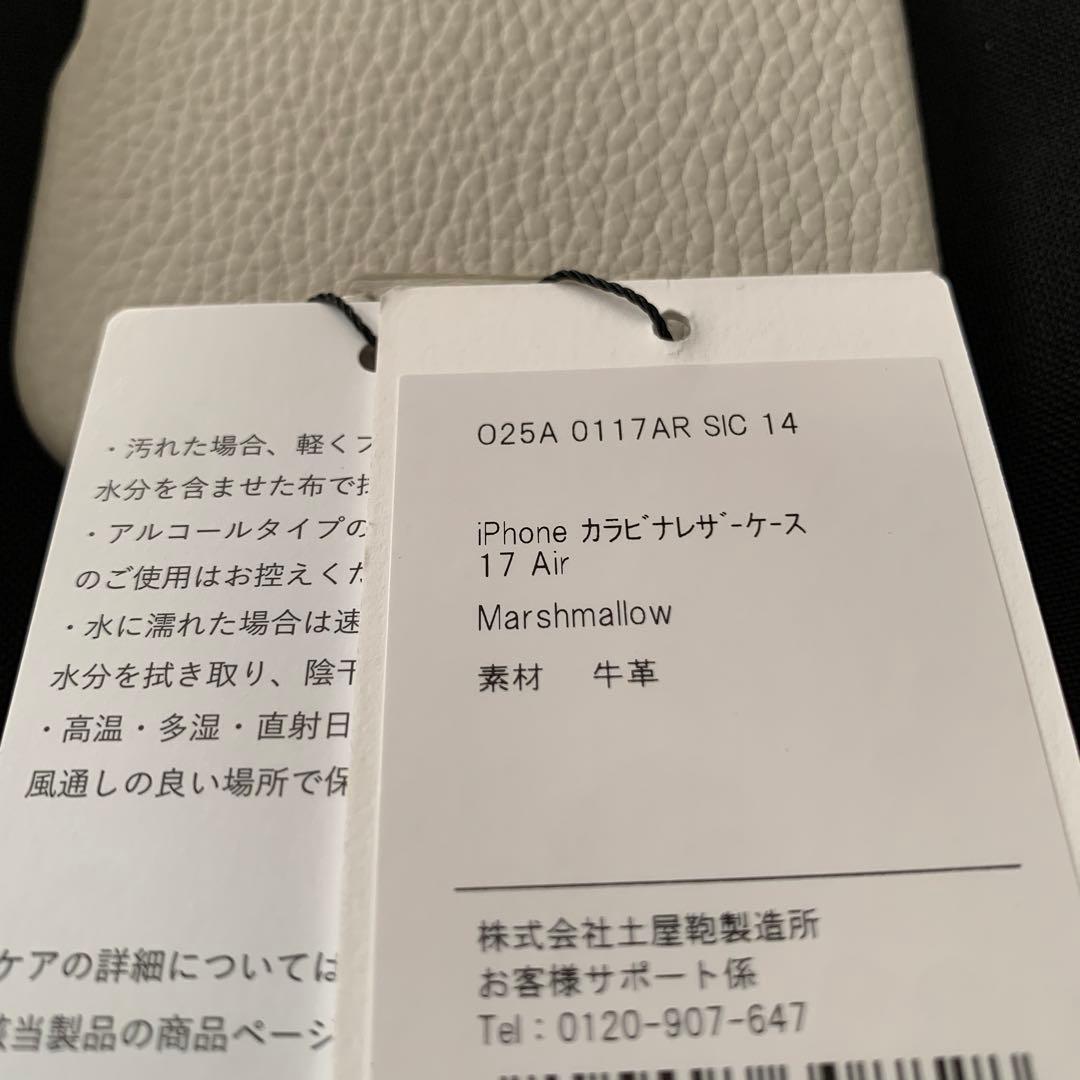 ・汚れた場合、軽く
水分を含ませた布で
・アルコールタイプの
のご使用はお控えくだ
・水に濡れた場合は速
水分を拭き取り、陰干
・高温・多湿・直射日
風通しの良い場所で保
ケアの詳細については
当製品の商品ページ
O25A 0117AR SIC 14
iPhone ｶﾗﾋﾞﾅﾚｻﾞｰｹｰｽ
17 Air
Marshmallow
素材 牛革
株式会社土屋鞄製造所
お客様サポート係
Tel：0120-907-647